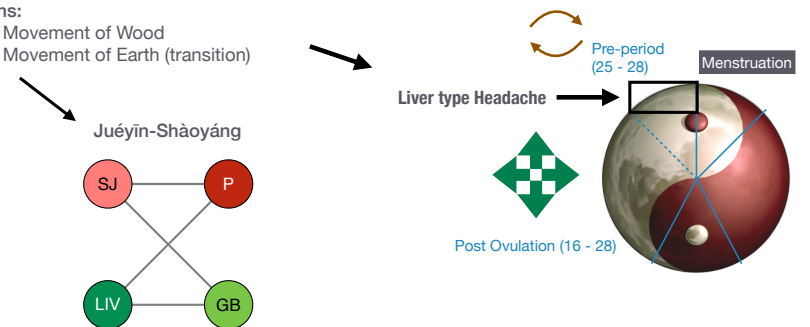 ns:
Movement of Wood
Movement of Earth (transition)
Juéyīn-Shàoyáng
SJ
P
LIV
GB
Pre-period
(25 - 28)
Menstruation
Liver type Headache
Post Ovulation (16 - 28)